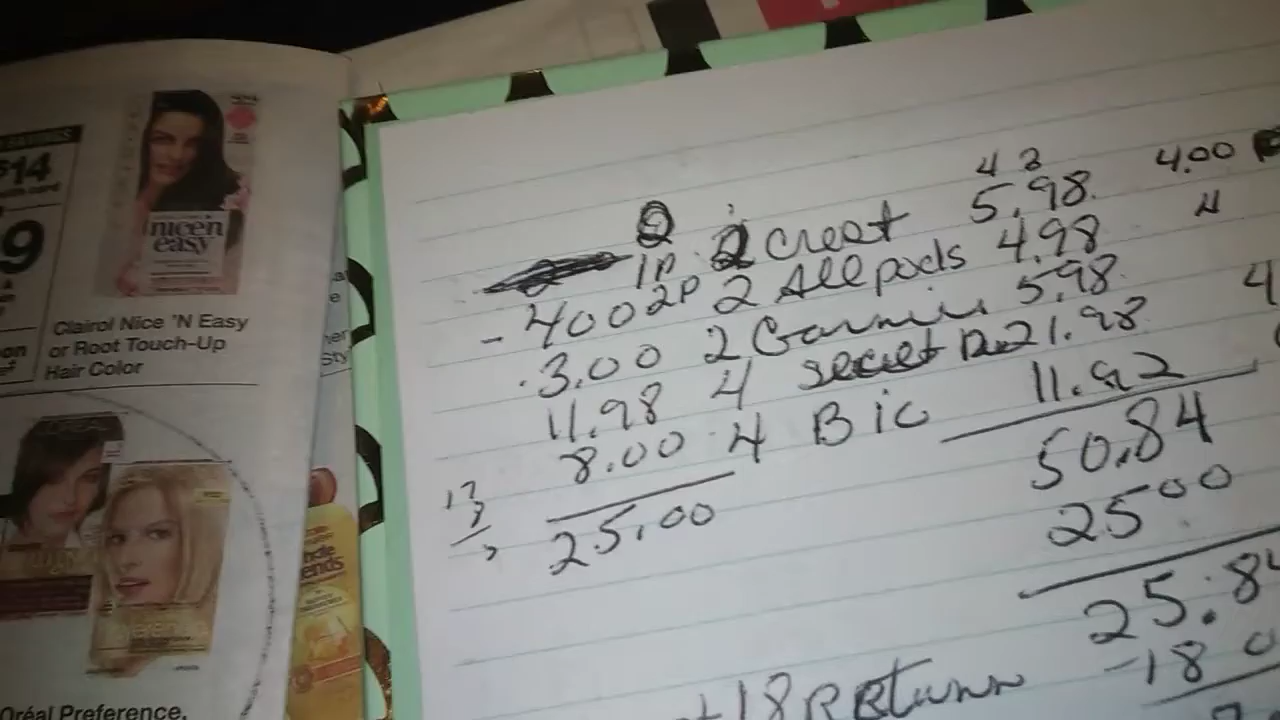 $14
9
nice'n
easy
Clairol Nice 'N Easy
or Root Touch-Up
Hair Color
Oréal Preference,
4 3
2 Crest 5.98 4.00
1P 2 All pods 4.98
- 400 2P 2 Garnier 5.98
3.00 4 secret 21.98
11.98 4 Bic 11.92
8.00
25.00
50.84
25.00
25.84
+18 Return -18